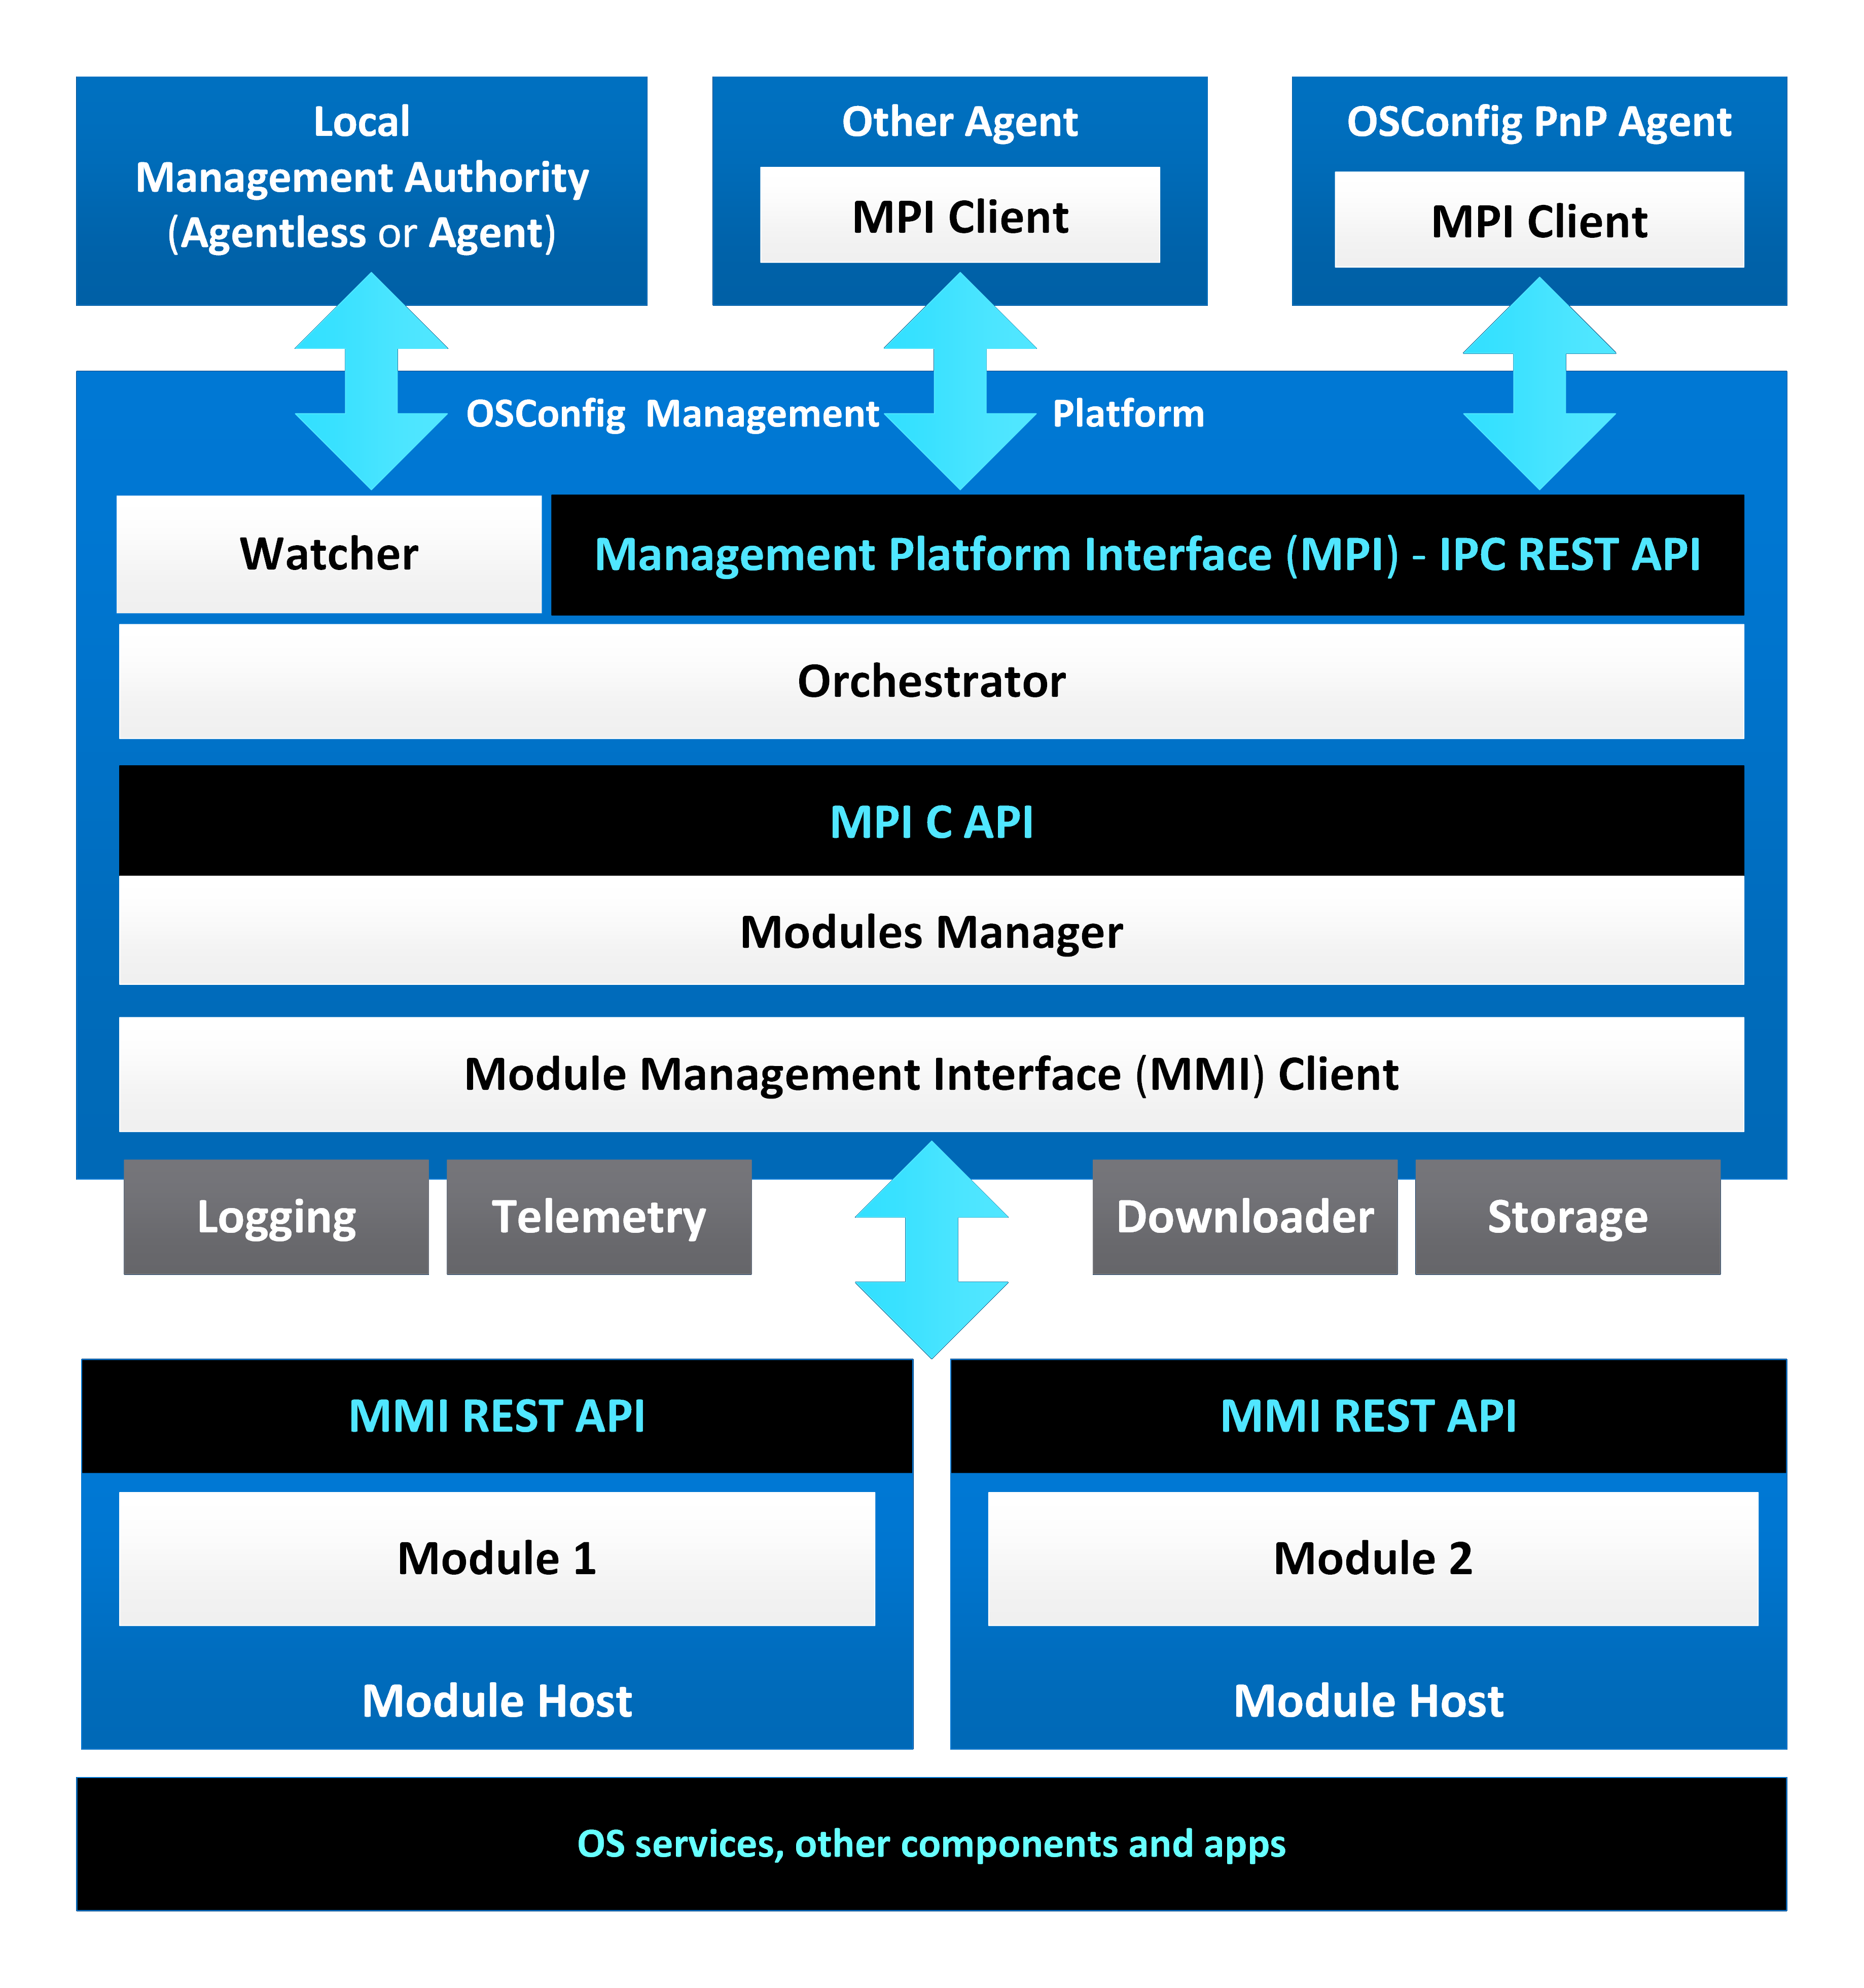 Local
Management Authority
(Agentless or Agent)
Other Agent
MPI Client
OSConfig PnP Agent
MPI Client
OSConfig Management Platform
Watcher
Management Platform Interface (MPI) - IPC REST API
Orchestrator
MPI C API
Modules Manager
Module Management Interface (MMI) Client
Logging
Telemetry
Downloader
Storage
MMI REST API
Module 1
Module Host
MMI REST API
Module 2
Module Host
OS services, other components and apps